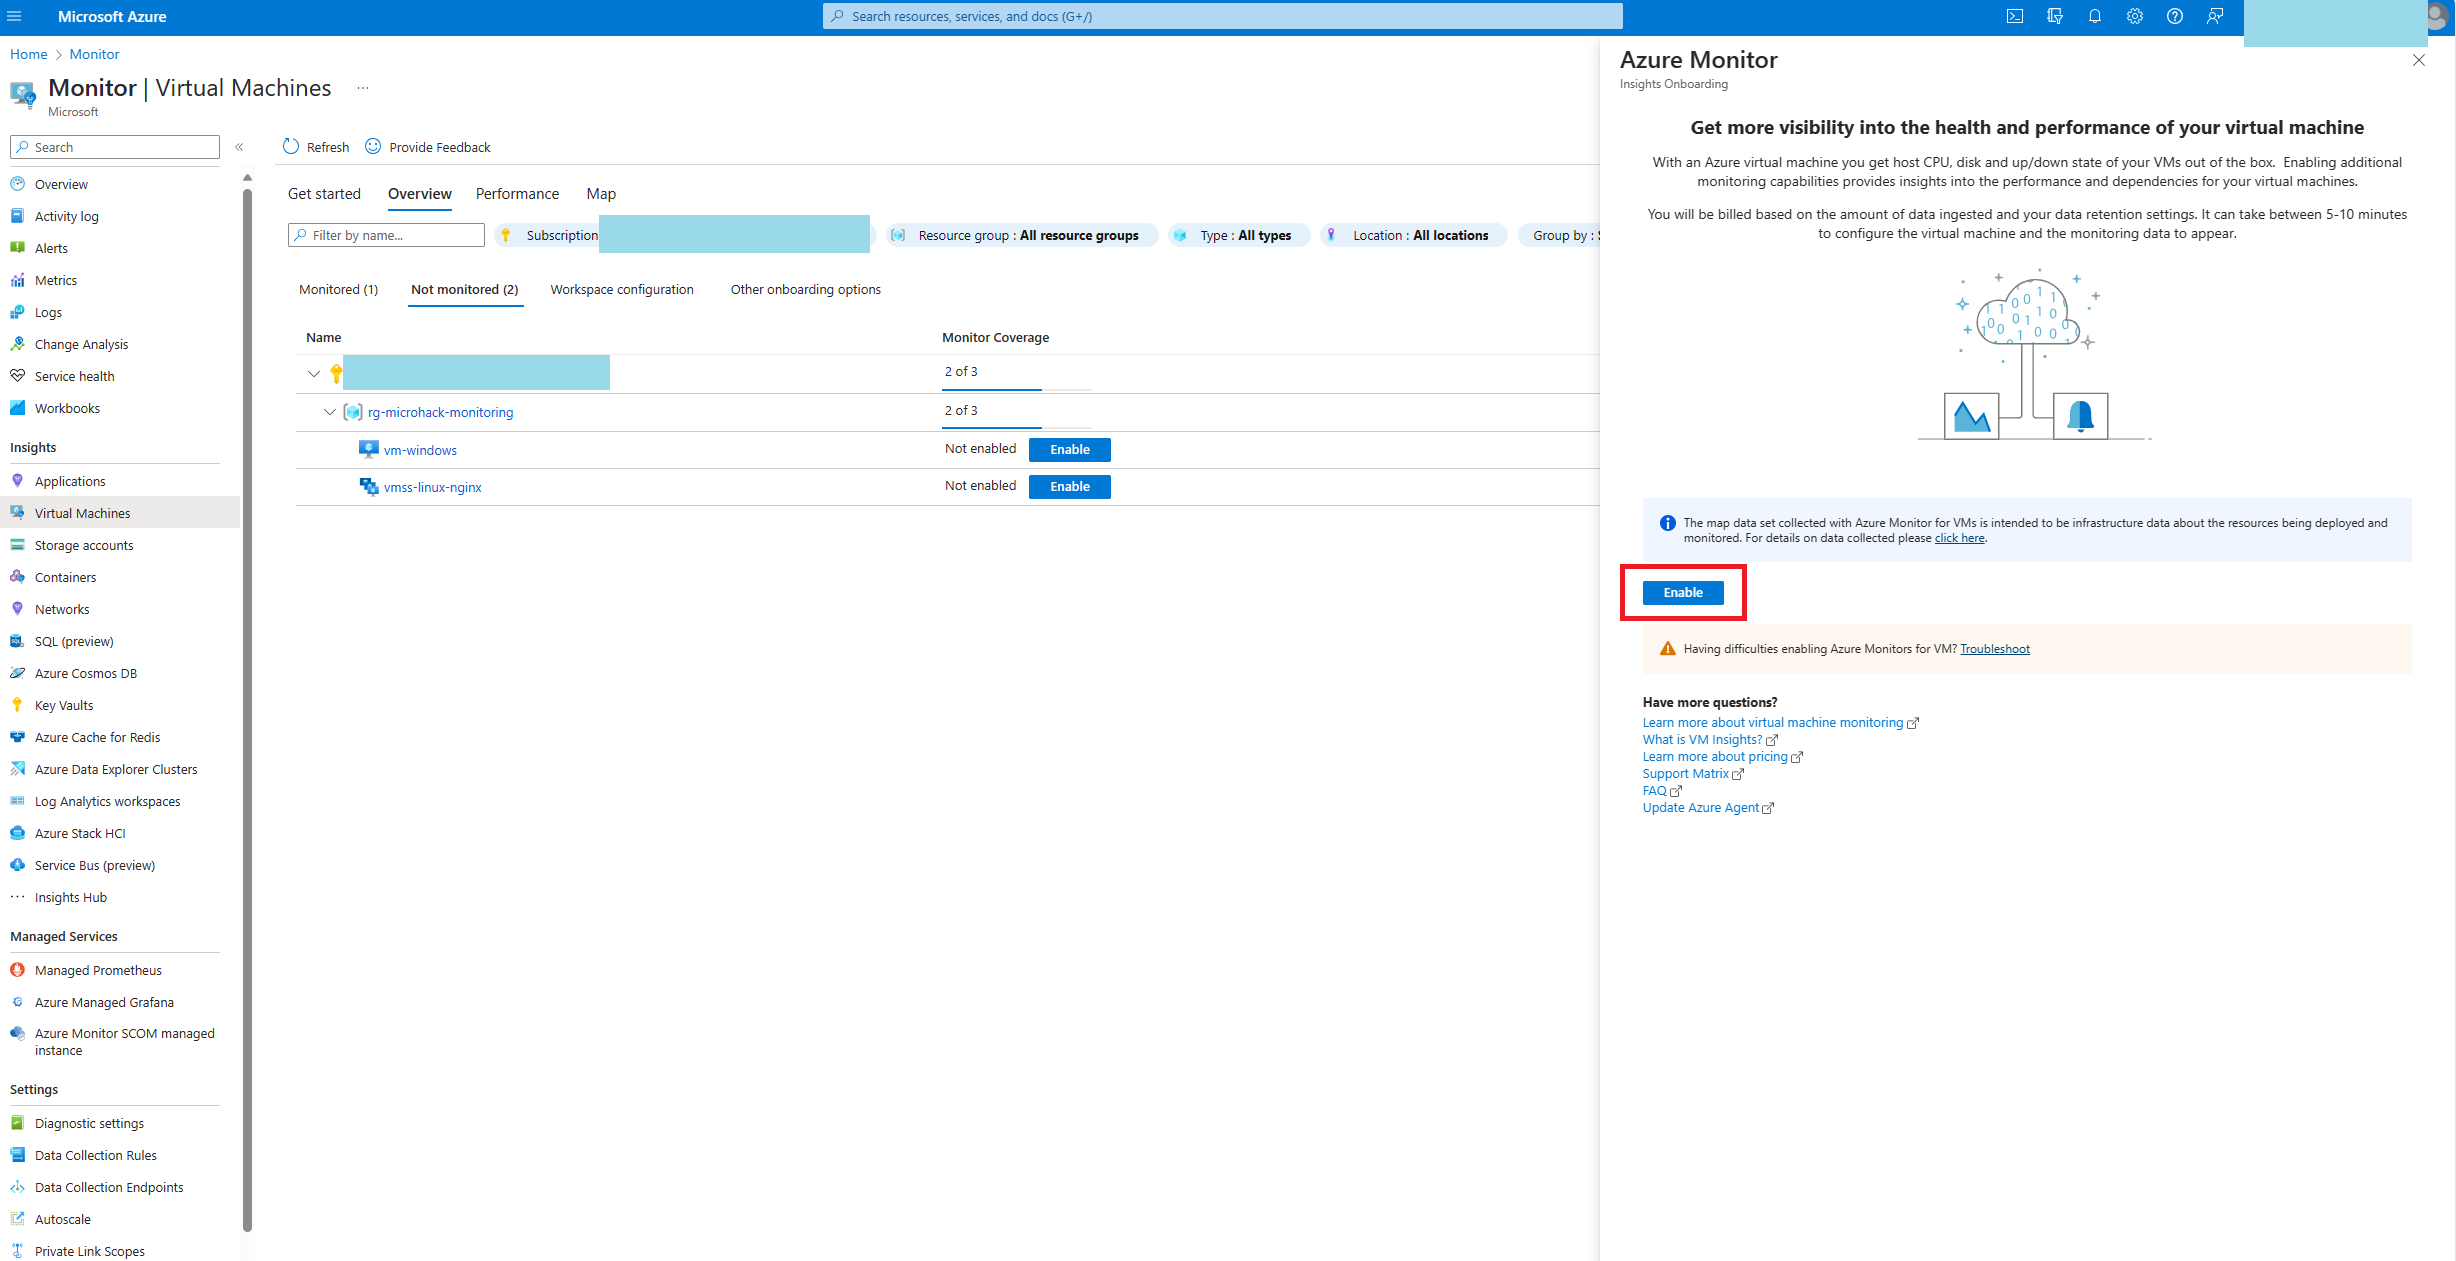 Microsoft Azure
Search resources, services, and docs (G+/)
Home > Monitor
Monitor | Virtual Machines ...
Microsoft
Search
«
Overview
Activity log
Alerts
Metrics
Logs
Change Analysis
Service health
Workbooks
Insights
Applications
Virtual Machines
Storage accounts
Containers
Networks
SQL (preview)
Azure Cosmos DB
Key Vaults
Azure Cache for Redis
Azure Data Explorer Clusters
Log Analytics workspaces
Azure Stack HCI
Service Bus (preview)
Insights Hub
Managed Services
Managed Prometheus
Azure Managed Grafana
Azure Monitor SCOM managed
instance
Settings
Diagnostic settings
Data Collection Rules
Data Collection Endpoints
Autoscale
Private Link Scopes
Refresh Provide Feedback
Get started Overview Performance Map
Filter by name... Subscription Resource group : All resource groups Type : All types Location : All locations Group by :
Monitored (1) Not monitored (2) Workspace configuration Other onboarding options
Name Monitor Coverage
2 of 3
rg-microhack-monitoring 2 of 3
vm-windows Not enabled Enable
vmss-linux-nginx Not enabled Enable
Azure Monitor
Insights Onboarding
Get more visibility into the health and performance of your virtual machine
With an Azure virtual machine you get host CPU, disk and up/down state of your VMs out of the box. Enabling additional
monitoring capabilities provides insights into the performance and dependencies for your virtual machines.
You will be billed based on the amount of data ingested and your data retention settings. It can take between 5-10 minutes
to configure the virtual machine and the monitoring data to appear.
The map data set collected with Azure Monitor for VMs is intended to be infrastructure data about the resources being deployed and
monitored. For details on data collected please click here.
Enable
Having difficulties enabling Azure Monitors for VM? Troubleshoot
Have more questions?
Learn more about virtual machine monitoring
What is VM Insights?
Learn more about pricing
Support Matrix
FAQ
Update Azure Agent